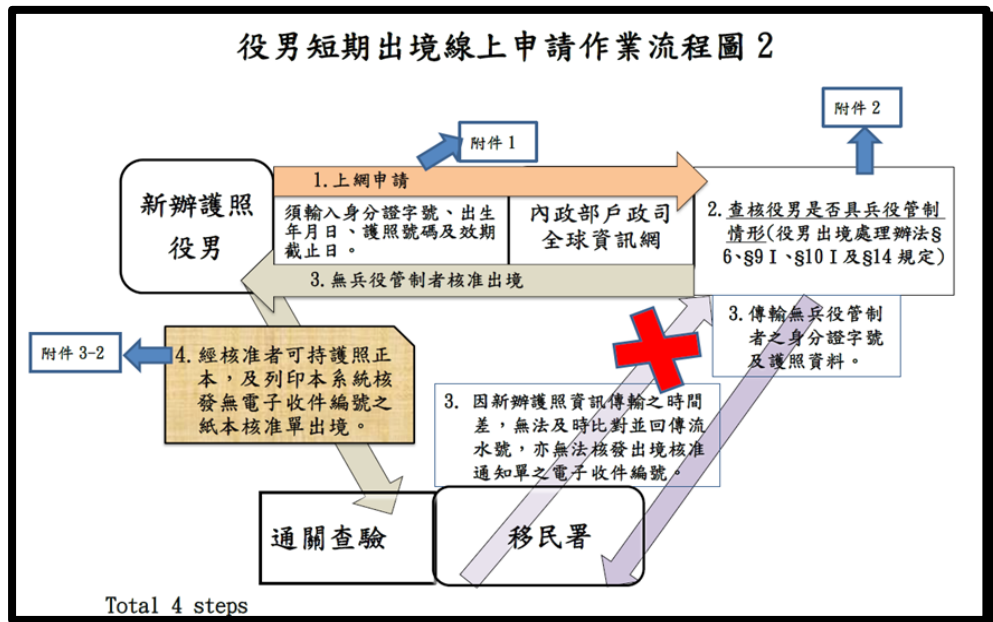 役男短期出境線上申請作業流程圖 2
附件 1
附件 2
新辦護照
役男
1.上網申請
須輸入身分證字號、出生
年月日、護照號碼及效期
截止日。
內政部戶政司
全球資訊網
2.查核役男是否具兵役管制
情形(役男出境處理辦法§
6、§9Ⅰ、§10Ⅰ及§14 規定)
3.無兵役管制者核准出境
3.傳輸無兵役管制
者之身分證字號
及護照資料。
附件 3-2
4.經核准者可持護照正
本，及列印本系統核
發無電子收件編號之
紙本核准單出境。
3. 因新辦護照資訊傳輸之時間
差，無法及時比對並回傳流
水號，亦無法核發出境核准
通知單之電子收件編號。
通關查驗
移民署
Total 4 steps